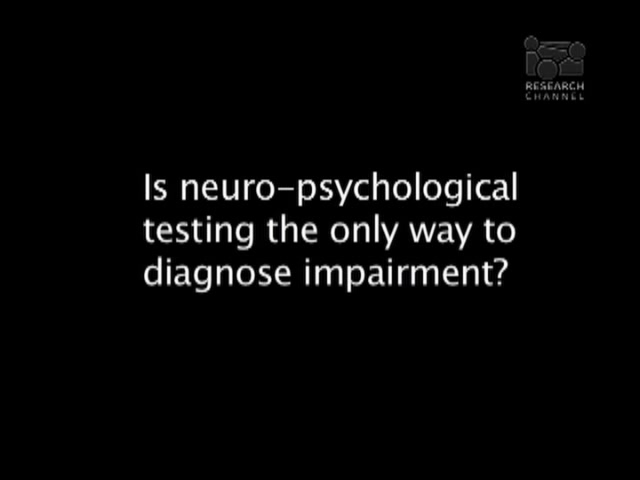 RESEARCH
CHANNEL
Is neuro-psychological
testing the only way to
diagnose impairment?